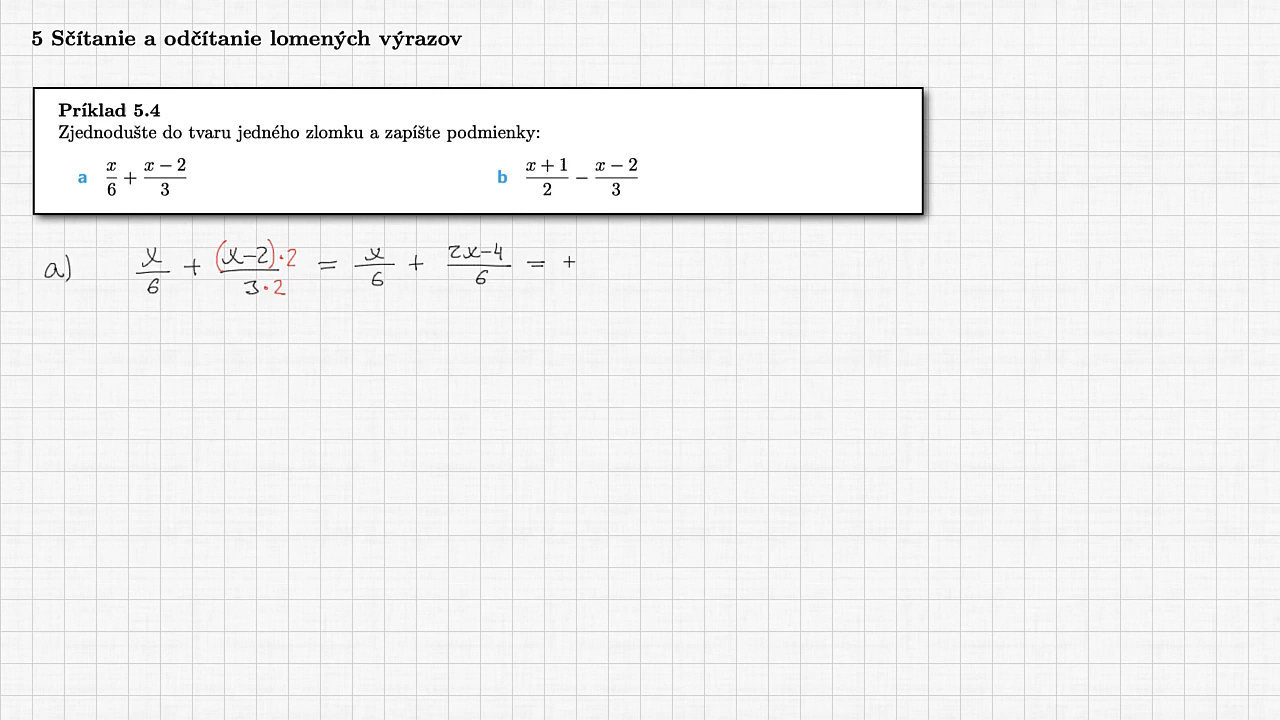 5 Sčítanie a odčítanie lomených výrazov
Príklad 5.4
Zjednodušte do tvaru jedného zlomku a zapíšte podmienky:
a x/6 + (x − 2)/3
b (x + 1)/2 − (x − 2)/3
a) x/6 + (x−2)·2/3·2 = x/6 + 2x−4/6 = +